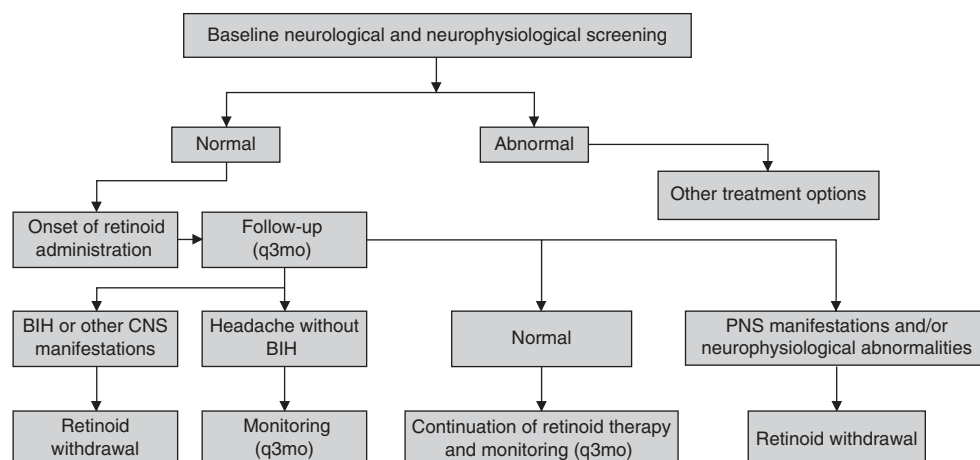 Baseline neurological and neurophysiological screening
Normal
Abnormal
Other treatment options
Onset of retinoid
administration
Follow-up
(q3mo)
BIH or other CNS
manifestations
Headache without
BIH
Normal
PNS manifestations and/or
neurophysiological abnormalities
Retinoid
withdrawal
Monitoring
(q3mo)
Continuation of retinoid therapy
and monitoring (q3mo)
Retinoid withdrawal